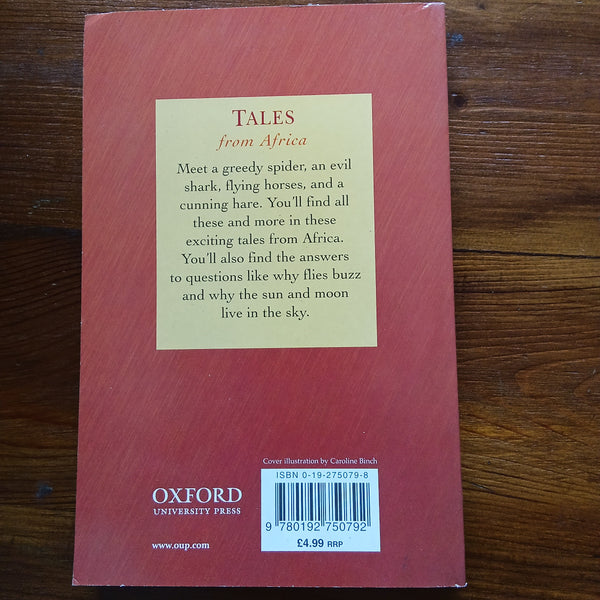 TALES
from Africa
Meet a greedy spider, an evil
shark, flying horses, and a
cunning hare. You'll find all
these and more in these
exciting tales from Africa.
You'll also find the answers
to questions like why flies buzz
and why the sun and moon
live in the sky.
Cover illustration by Caroline Binch
ISBN 0-19-275079-8
OXFORD
UNIVERSITY PRESS
9 780192 750792
£4.99 RRP
www.oup.com